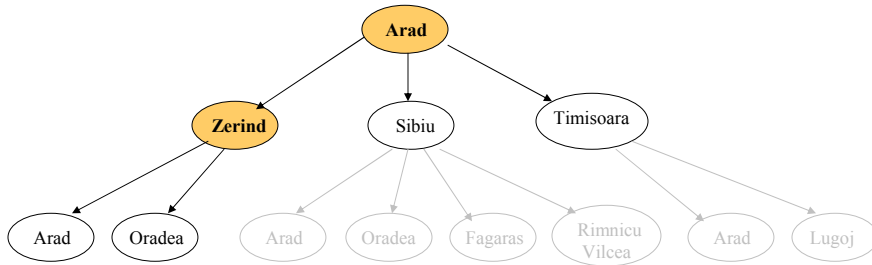 Arad
Zerind
Sibiu
Timisoara
Arad
Oradea
Arad
Oradea
Fagaras
Rimnicu
Vilcea
Arad
Lugoj